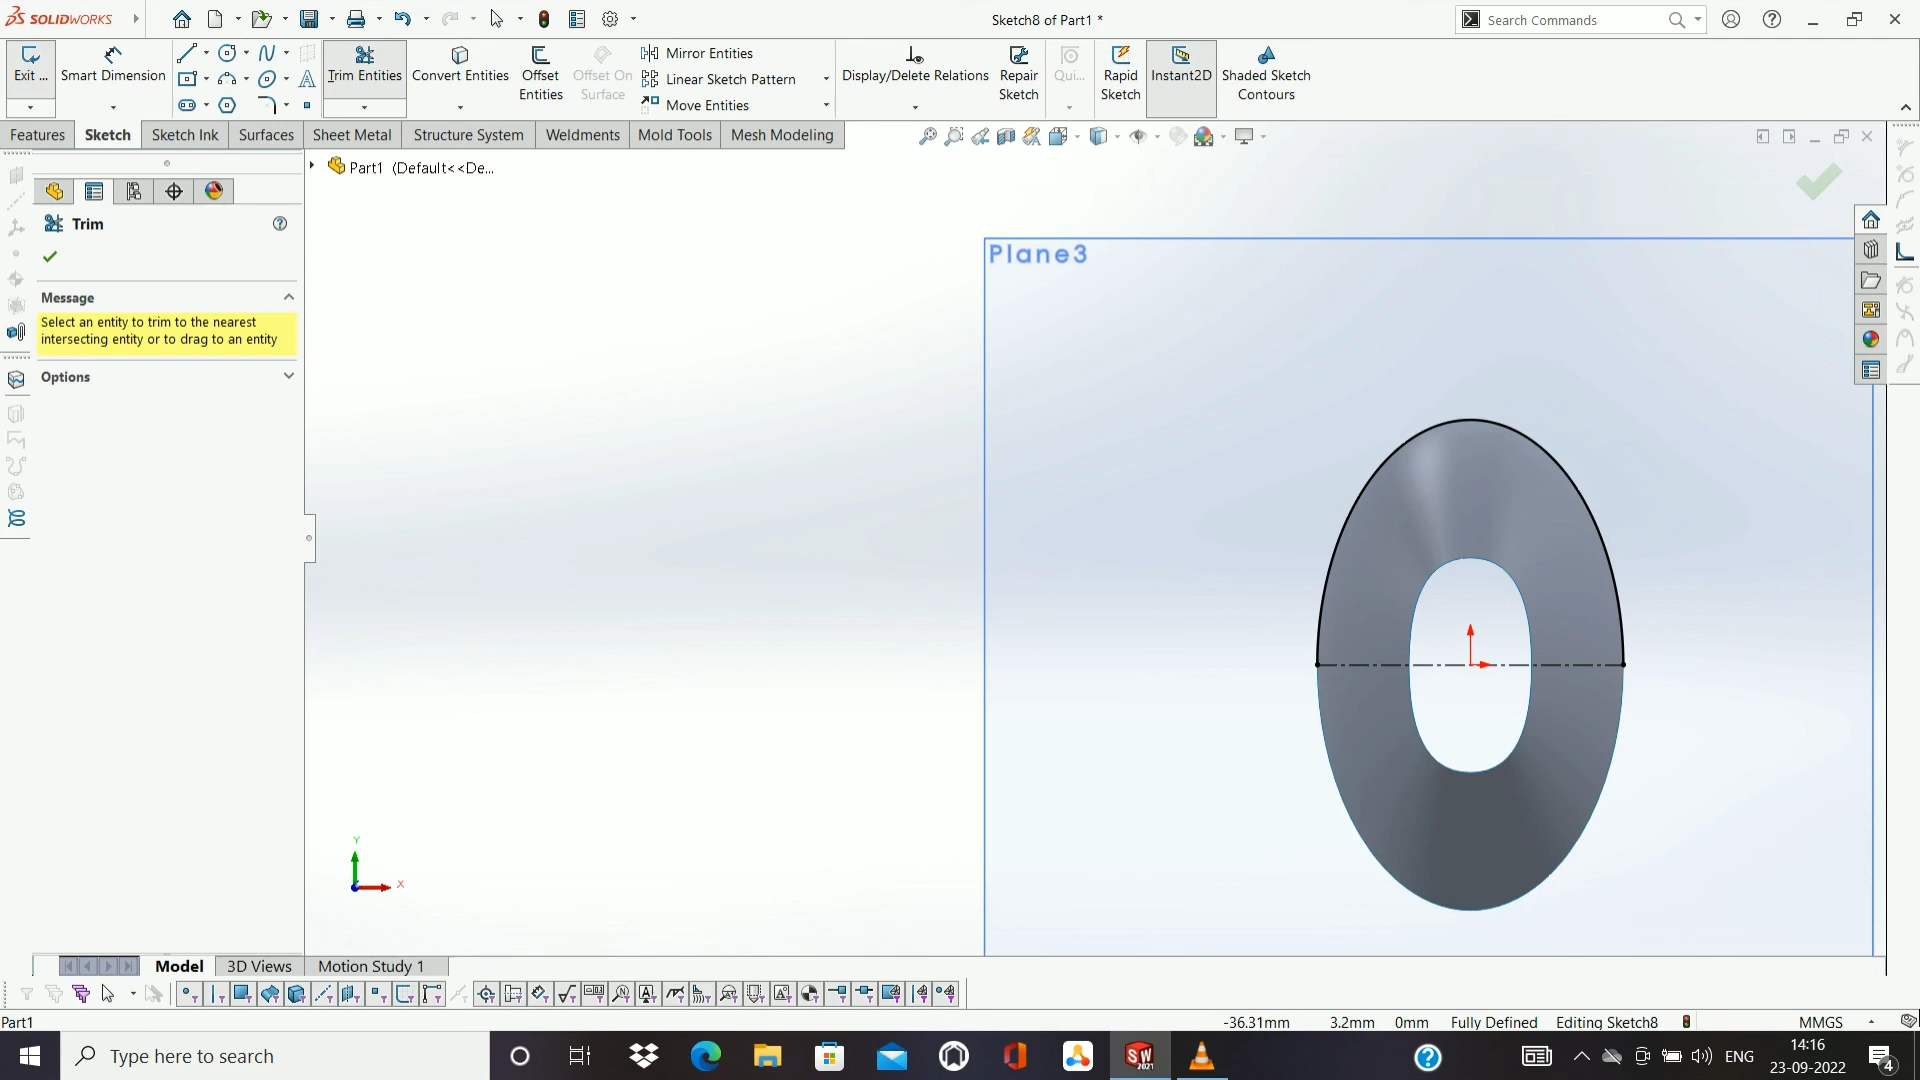 SOLIDWORKS
Sketch8 of Part1 *
Search Commands
Exit ...
Smart Dimension
Trim Entities
Convert Entities
Offset
Entities
Offset On
Surface
Mirror Entities
Linear Sketch Pattern
Move Entities
Display/Delete Relations
Repair
Sketch
Qui...
Rapid
Sketch
Instant2D
Shaded Sketch
Contours
Features
Sketch
Sketch Ink
Surfaces
Sheet Metal
Structure System
Weldments
Mold Tools
Mesh Modeling
Part1 (Default<<De...
Trim
Message
Select an entity to trim to the nearest
intersecting entity or to drag to an entity
Options
Plane3
Y
X
Model
3D Views
Motion Study 1
Part1
-36.31mm
3.2mm
0mm
Fully Defined
Editing Sketch8
MMGS
Type here to search
SW
2021
ENG
14:16
23-09-2022
4